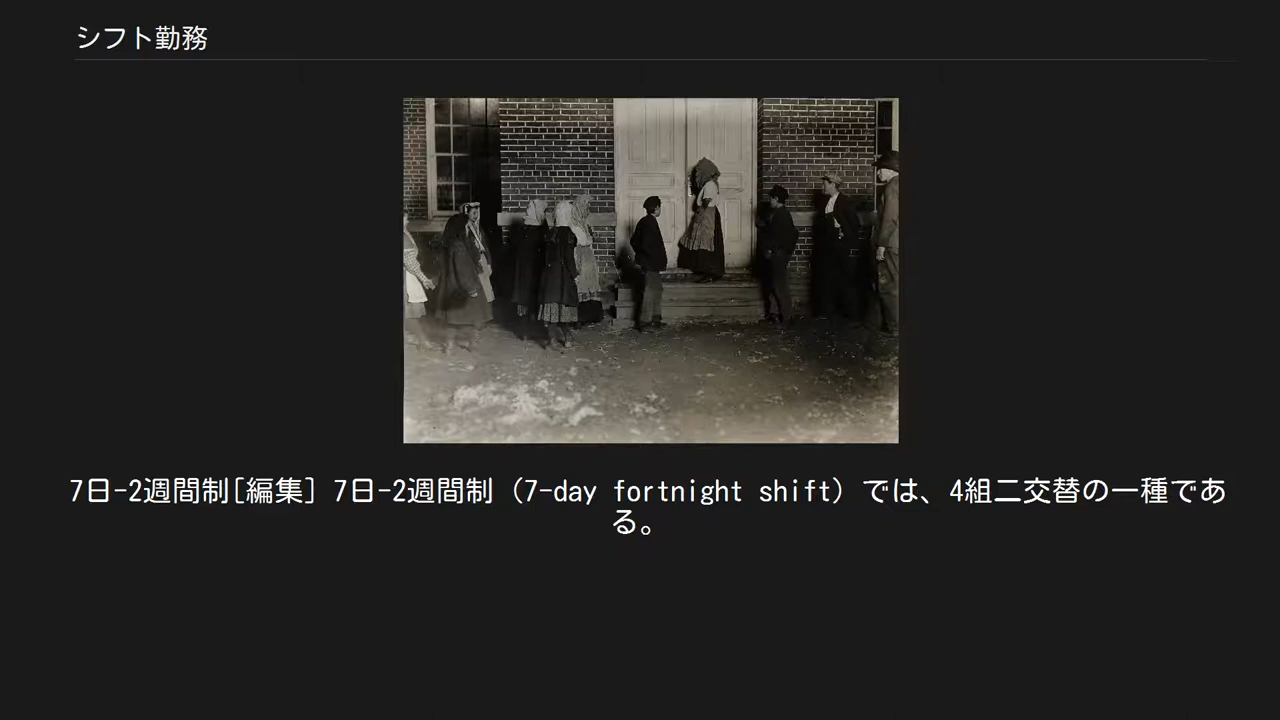 シフト勤務
7日-2週間制[編集] 7日-2週間制（7-day fortnight shift）では、4組二交替の一種であ
る。